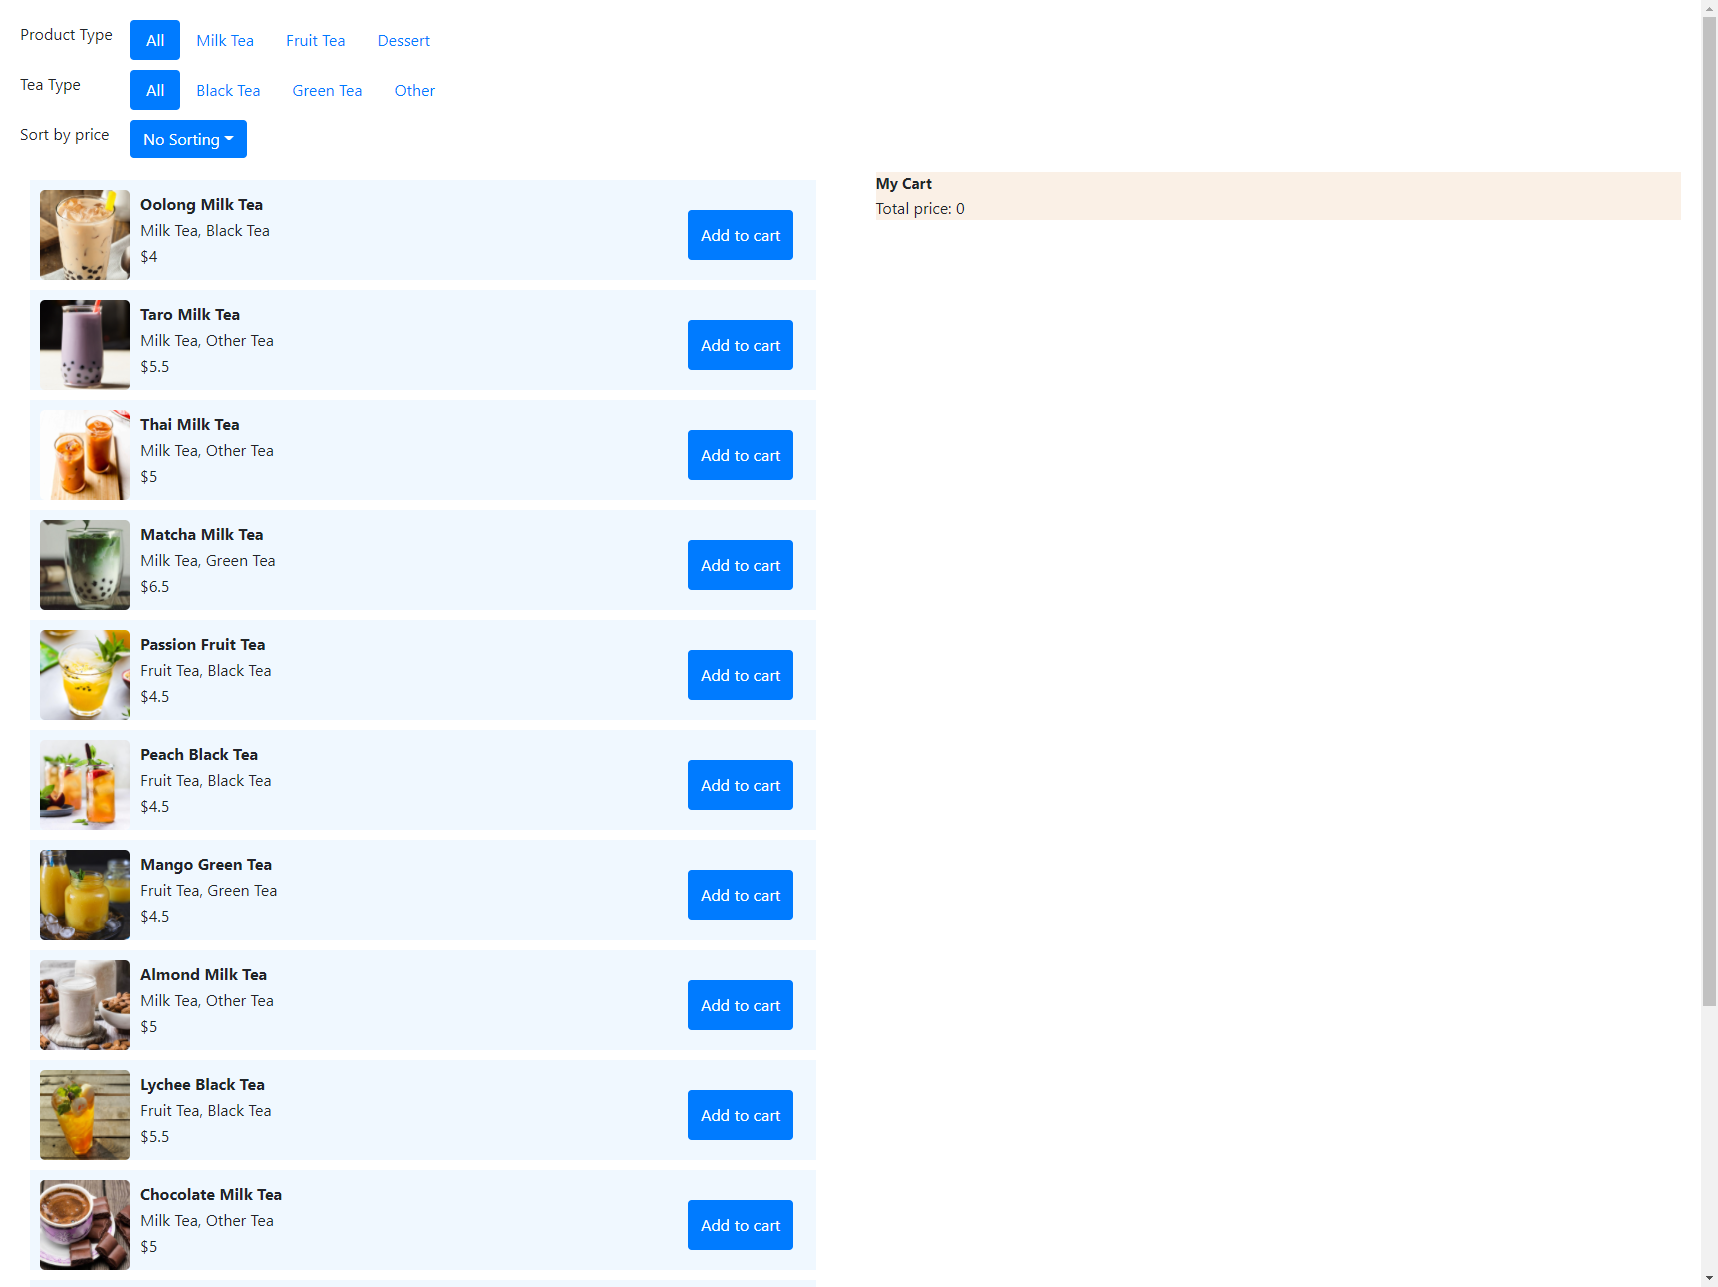 Product Type
All
Milk Tea
Fruit Tea
Dessert
Tea Type
All
Black Tea
Green Tea
Other
Sort by price
No Sorting
Oolong Milk Tea
Milk Tea, Black Tea
$4
Add to cart
Taro Milk Tea
Milk Tea, Other Tea
$5.5
Add to cart
Thai Milk Tea
Milk Tea, Other Tea
$5
Add to cart
Matcha Milk Tea
Milk Tea, Green Tea
$6.5
Add to cart
Passion Fruit Tea
Fruit Tea, Black Tea
$4.5
Add to cart
Peach Black Tea
Fruit Tea, Black Tea
$4.5
Add to cart
Mango Green Tea
Fruit Tea, Green Tea
$4.5
Add to cart
Almond Milk Tea
Milk Tea, Other Tea
$5
Add to cart
Lychee Black Tea
Fruit Tea, Black Tea
$5.5
Add to cart
Chocolate Milk Tea
Milk Tea, Other Tea
$5
Add to cart
My Cart
Total price: 0